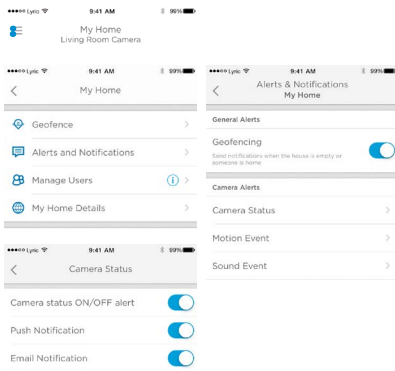 Lyric 9:41 AM 99%
My Home
Living Room Camera
Lyric 9:41 AM 99%
My Home
Geofence
Alerts and Notifications
Manage Users
My Home Details
Lyric 9:41 AM 99%
Camera Status
Camera status ON/OFF alert
Push Notification
Email Notification
Lyric 9:41 AM 99%
Alerts & Notifications
My Home
General Alerts
Geofencing
Send notifications when the house is empty or
someone is home
Camera Alerts
Camera Status
Motion Event
Sound Event